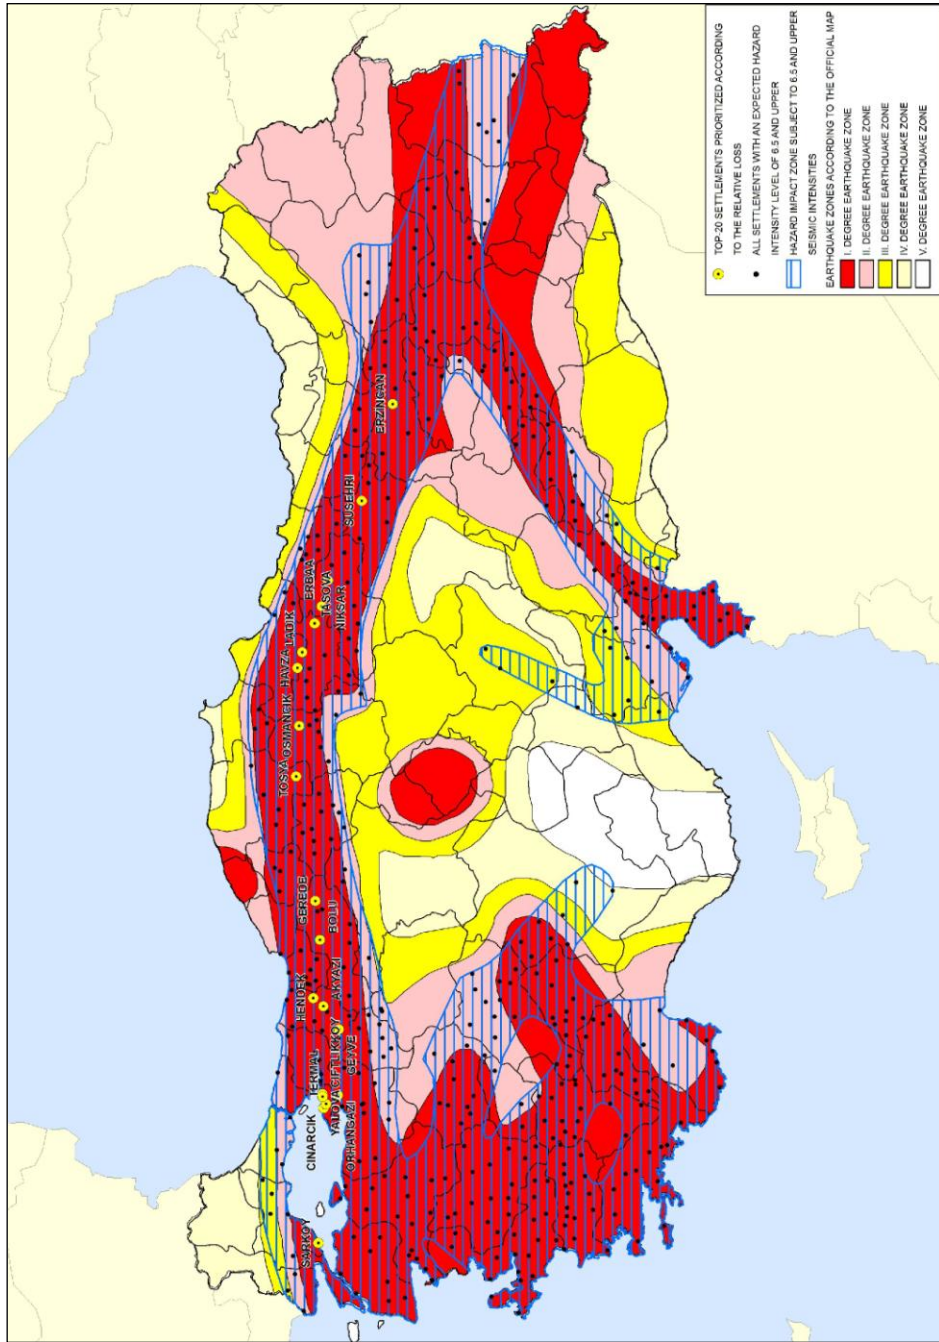 SARKOY
CINARCIK
TERMAL
YALOVA
CIFTLIKKOY
ORHANGAZI
GEYVE
HENDEK
AKYAZI
BOLU
GEREDE
TOSYA
OSMANCIK
HAVZA
LADIK
ERBAA
TASOVA
NIKSAR
SUSEHRI
ERZINCAN
TOP-20 SETTLEMENTS PRIORITIZED ACCORDING
TO THE RELATIVE LOSS
ALL SETTLEMENTS WITH AN EXPECTED HAZARD
INTENSITY LEVEL OF 6.5 AND UPPER
HAZARD IMPACT ZONE SUBJECT TO 6.5 AND UPPER
SEISMIC INTENSITIES
EARTHQUAKE ZONES ACCORDING TO THE OFFICIAL MAP
I. DEGREE EARTHQUAKE ZONE
II. DEGREE EARTHQUAKE ZONE
III. DEGREE EARTHQUAKE ZONE
IV. DEGREE EARTHQUAKE ZONE
V. DEGREE EARTHQUAKE ZONE